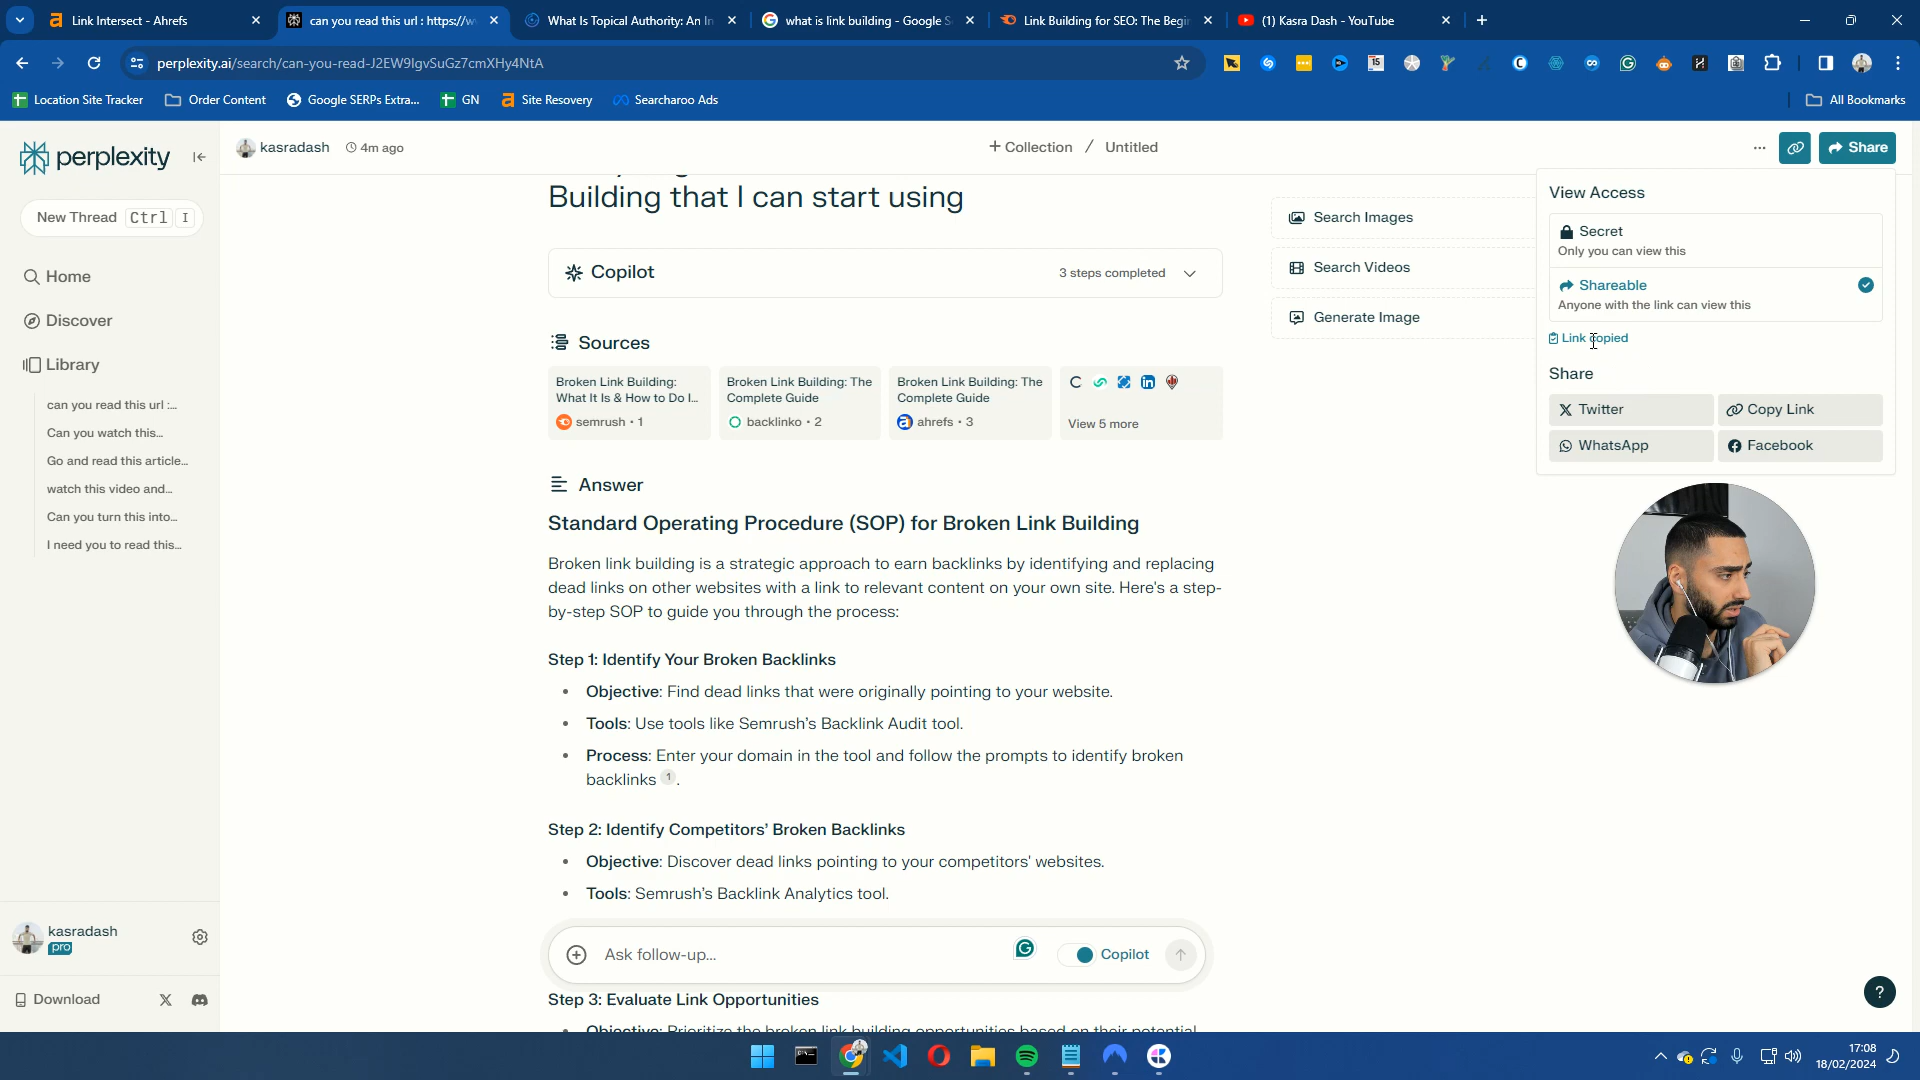 Link Intersect - Ahrefs
can you read this url : https://w
What Is Topical Authority: An In
what is link building - Google S
Link Building for SEO: The Begin
(1) Kasra Dash - YouTube
perplexity.ai/search/can-you-read-J2EW9IgvSuGz7cmXHy4NtA
Location Site Tracker
Order Content
Google SERPs Extra...
GN
Site Recovery
Searcharoo Ads
All Bookmarks
perplexity
kasradash
4m ago
+ Collection / Untitled
Share
New Thread Ctrl I
Home
Discover
Library
can you read this url :...
Can you watch this...
Go and read this article...
watch this video and...
Can you turn this into...
I need you to read this...
Building that I can start using
Copilot
3 steps completed
Sources
Broken Link Building:
What It Is & How to Do I...
semrush · 1
Broken Link Building: The
Complete Guide
backlinko · 2
Broken Link Building: The
Complete Guide
ahrefs · 3
View 5 more
Answer
Standard Operating Procedure (SOP) for Broken Link Building
Broken link building is a strategic approach to earn backlinks by identifying and replacing
dead links on other websites with a link to relevant content on your own site. Here's a step-
by-step SOP to guide you through the process:
Step 1: Identify Your Broken Backlinks
• Objective: Find dead links that were originally pointing to your website.
• Tools: Use tools like Semrush's Backlink Audit tool.
• Process: Enter your domain in the tool and follow the prompts to identify broken
backlinks 1.
Step 2: Identify Competitors' Broken Backlinks
• Objective: Discover dead links pointing to your competitors' websites.
• Tools: Semrush's Backlink Analytics tool.
Ask follow-up...
Copilot
Step 3: Evaluate Link Opportunities
• Objective: Prioritize the broken link building opportunities based on their potential
Search Images
Search Videos
Generate Image
View Access
Secret
Only you can view this
Shareable
Anyone with the link can view this
Link copied
Share
Twitter
Copy Link
WhatsApp
Facebook
kasradash
pro
Download
?
17:08
18/02/2024